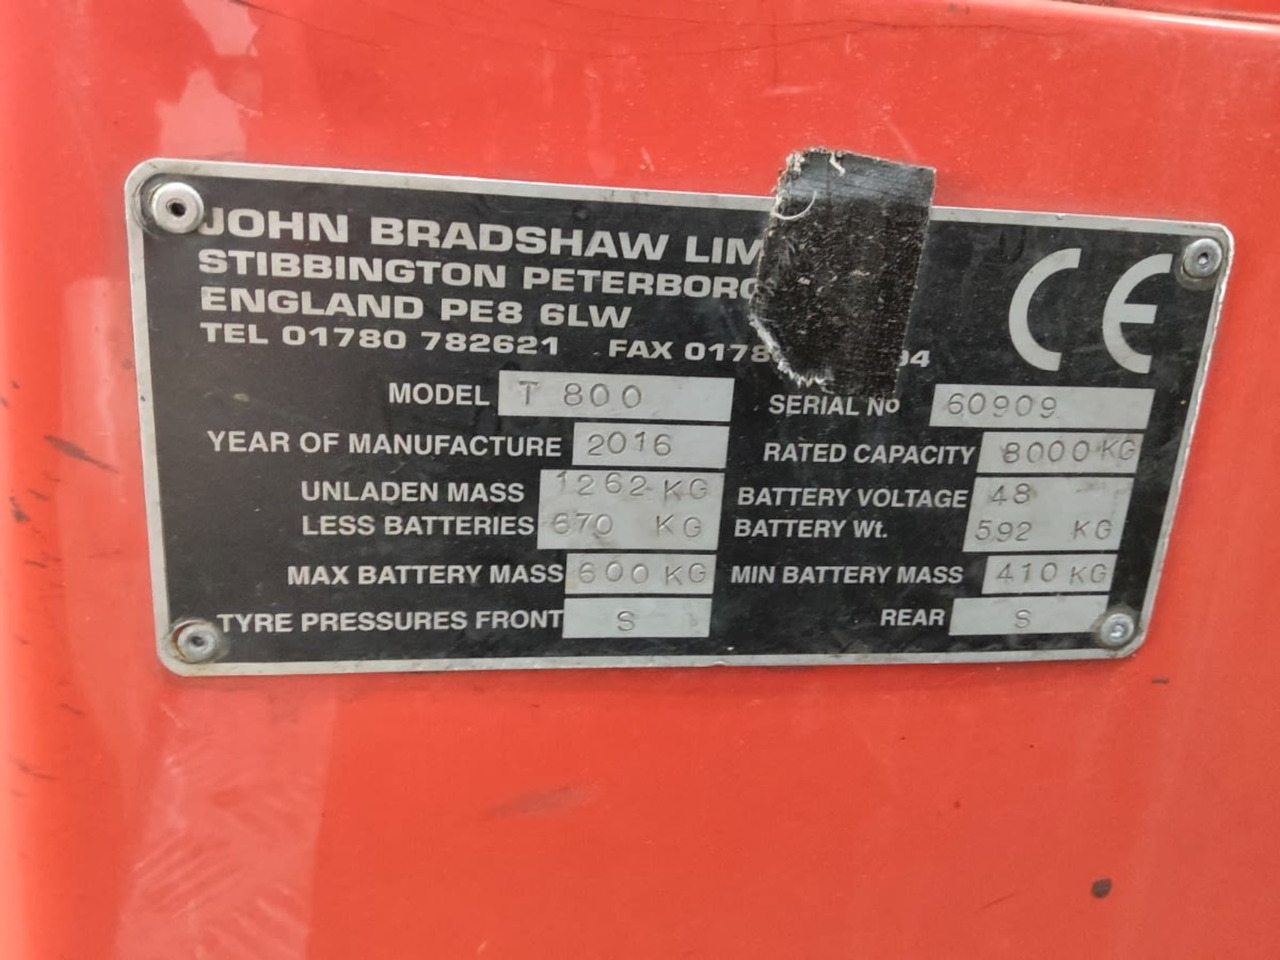 JOHN BRADSHAW LIM
STIBBINGTON PETERBORO
ENGLAND PE8 6LW
TEL 01780 782621 FAX 0178 94
CE
MODEL T 800 SERIAL No 60909
YEAR OF MANUFACTURE 2016 RATED CAPACITY 8000 KG
UNLADEN MASS 1262 KG BATTERY VOLTAGE 48
LESS BATTERIES 670 KG BATTERY Wt. 592 KG
MAX BATTERY MASS 600 KG MIN BATTERY MASS 410 KG
TYRE PRESSURES FRONT S REAR S